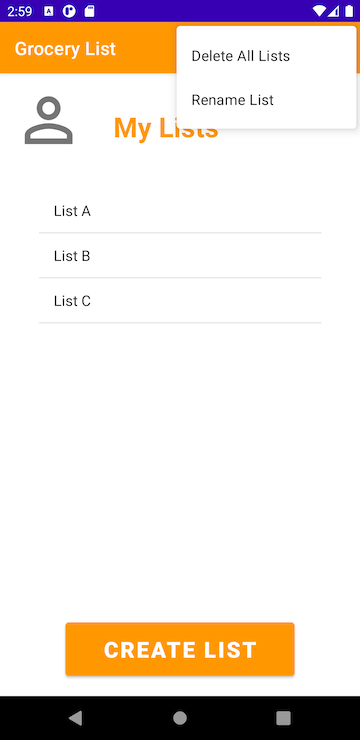 2:59
Grocery List
Delete All Lists
Rename List
My Lists
List A
List B
List C
CREATE LIST